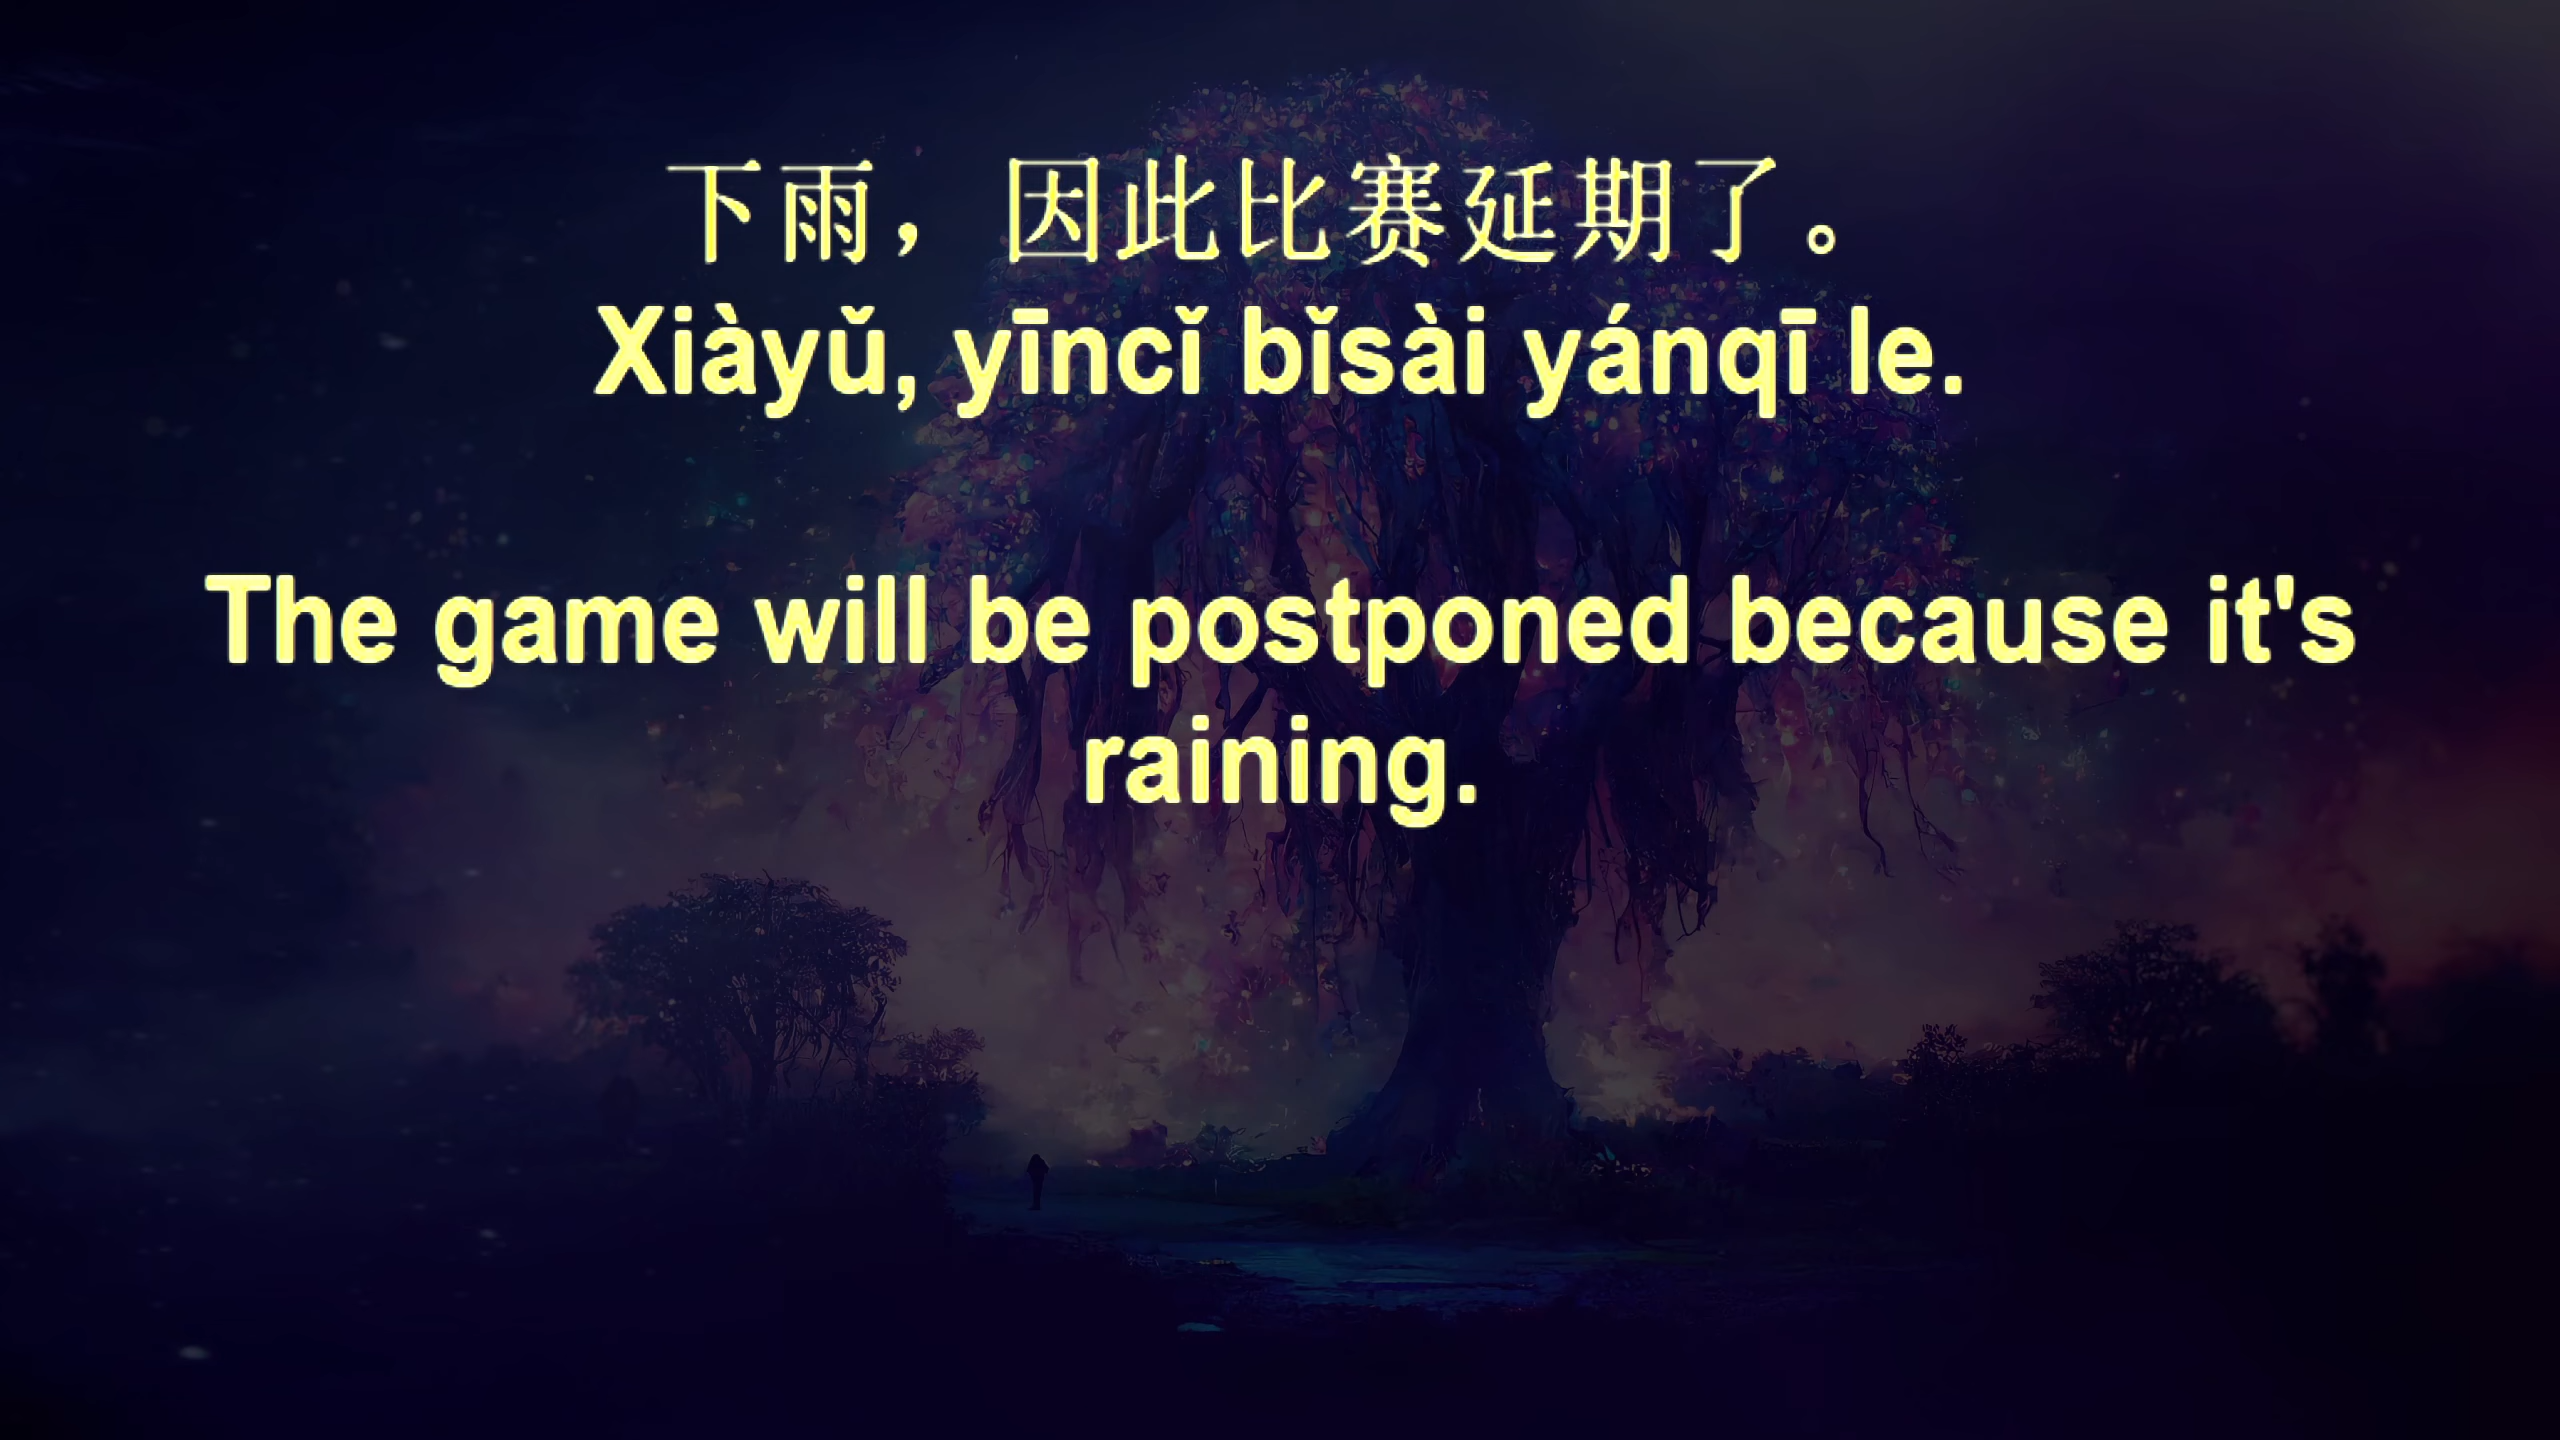 下雨，因此比赛延期了。
Xiàyǔ, yīncǐ bǐsài yánqī le.
The game will be postponed because it's
raining.